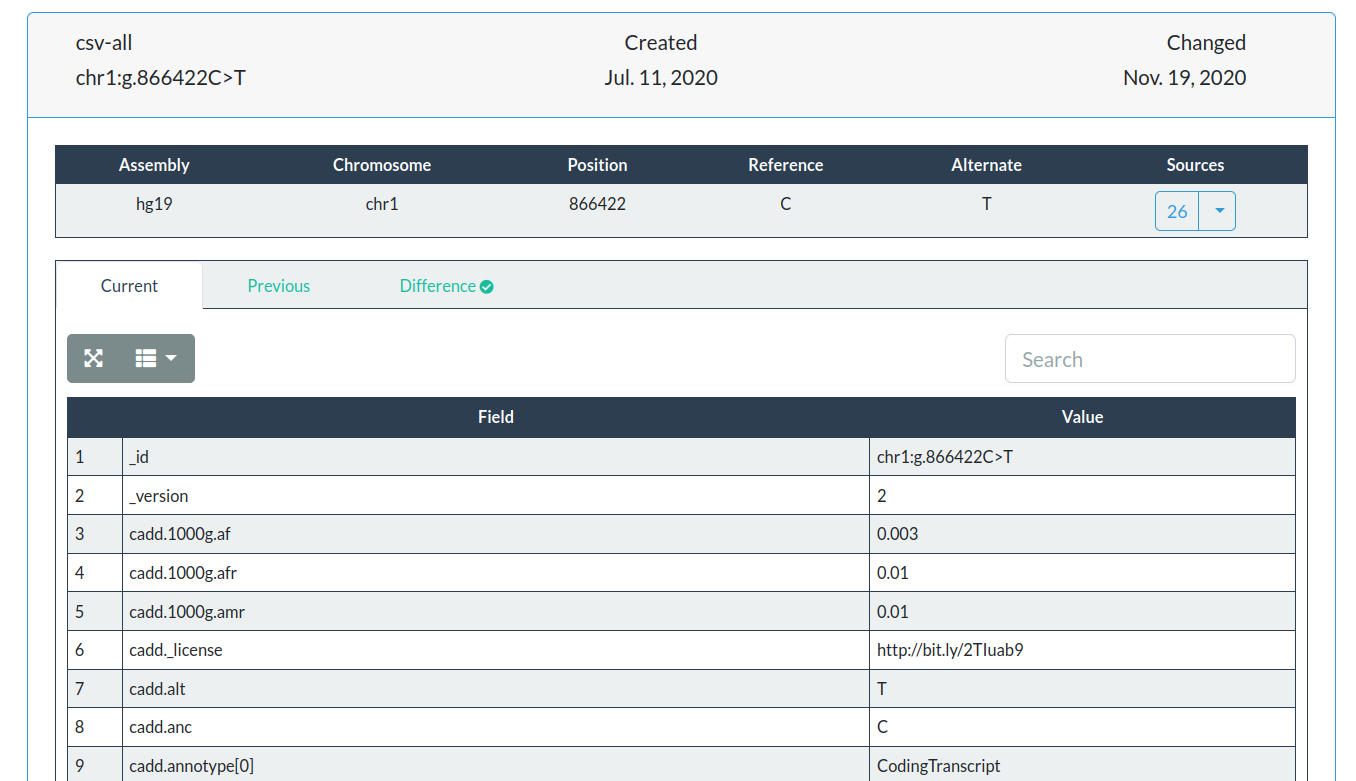 csv-all Created Changed
chr1:g.866422C>T Jul. 11, 2020 Nov. 19, 2020
Assembly Chromosome Position Reference Alternate Sources
hg19 chr1 866422 C T 26
Current Previous Difference
Search
Field Value
1 _id chr1:g.866422C>T
2 _version 2
3 cadd.1000g.af 0.003
4 cadd.1000g.afr 0.01
5 cadd.1000g.amr 0.01
6 cadd._license http://bit.ly/2TIuab9
7 cadd.alt T
8 cadd.anc C
9 cadd.annotype[0] CodingTranscript